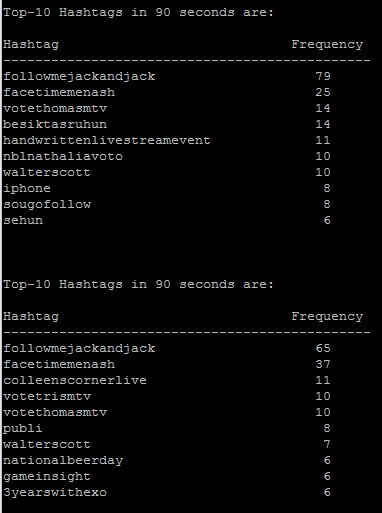 Top-10 Hashtags in 90 seconds are:
Hashtag Frequency
----------------------------------------------
followmejackandjack 79
facetimemenash 25
votethomasmtv 14
besiktasruhun 14
handwrittenlivestreamevent 11
nblnathaliavoto 10
walterscott 10
iphone 8
sougofollow 8
sehun 6
Top-10 Hashtags in 90 seconds are:
Hashtag Frequency
----------------------------------------------
followmejackandjack 65
facetimemenash 37
colleenscornerlive 11
votetrismtv 10
votethomasmtv 10
publi 8
walterscott 7
nationalbeerday 6
gameinsight 6
3yearswithexo 6